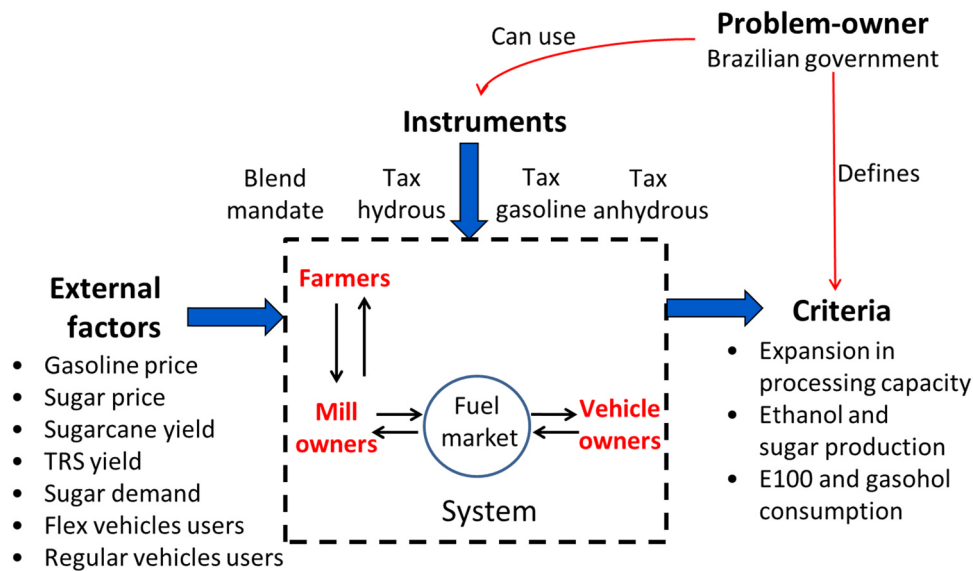 Problem-owner
Brazilian government
Can use
Defines
Instruments
Blend
mandate
Tax
hydrous
Tax
gasoline
Tax
anhydrous
External
factors
• Gasoline price
• Sugar price
• Sugarcane yield
• TRS yield
• Sugar demand
• Flex vehicles users
• Regular vehicles users
Farmers
Mill
owners
Fuel
market
Vehicle
owners
System
Criteria
• Expansion in
processing capacity
• Ethanol and
sugar production
• E100 and gasohol
consumption